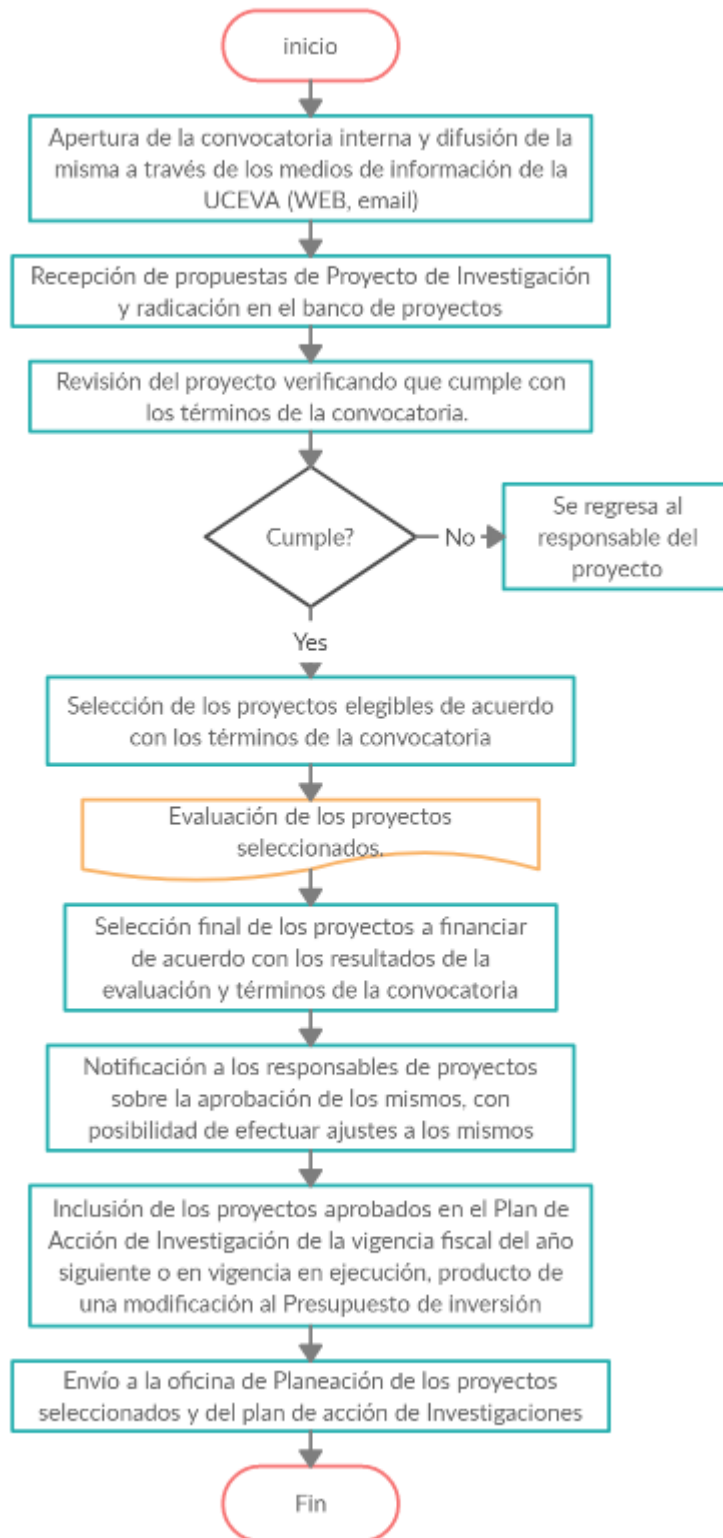 inicio
Apertura de la convocatoria interna y difusión de la
misma a través de los medios de información de la
UCEVA (WEB, email)
Recepción de propuestas de Proyecto de Investigación
y radicación en el banco de proyectos
Revisión del proyecto verificando que cumple con
los términos de la convocatoria.
Cumple?
No
Se regresa al
responsable del
proyecto
Yes
Selección de los proyectos elegibles de acuerdo
con los términos de la convocatoria
Evaluación de los proyectos
seleccionados.
Selección final de los proyectos a financiar
de acuerdo con los resultados de la
evaluación y términos de la convocatoria
Notificación a los responsables de proyectos
sobre la aprobación de los mismos, con
posibilidad de efectuar ajustes a los mismos
Inclusión de los proyectos aprobados en el Plan de
Acción de Investigación de la vigencia fiscal del año
siguiente o en vigencia en ejecución, producto de
una modificación al Presupuesto de inversión
Envío a la oficina de Planeación de los proyectos
seleccionados y del plan de acción de Investigaciones
Fin